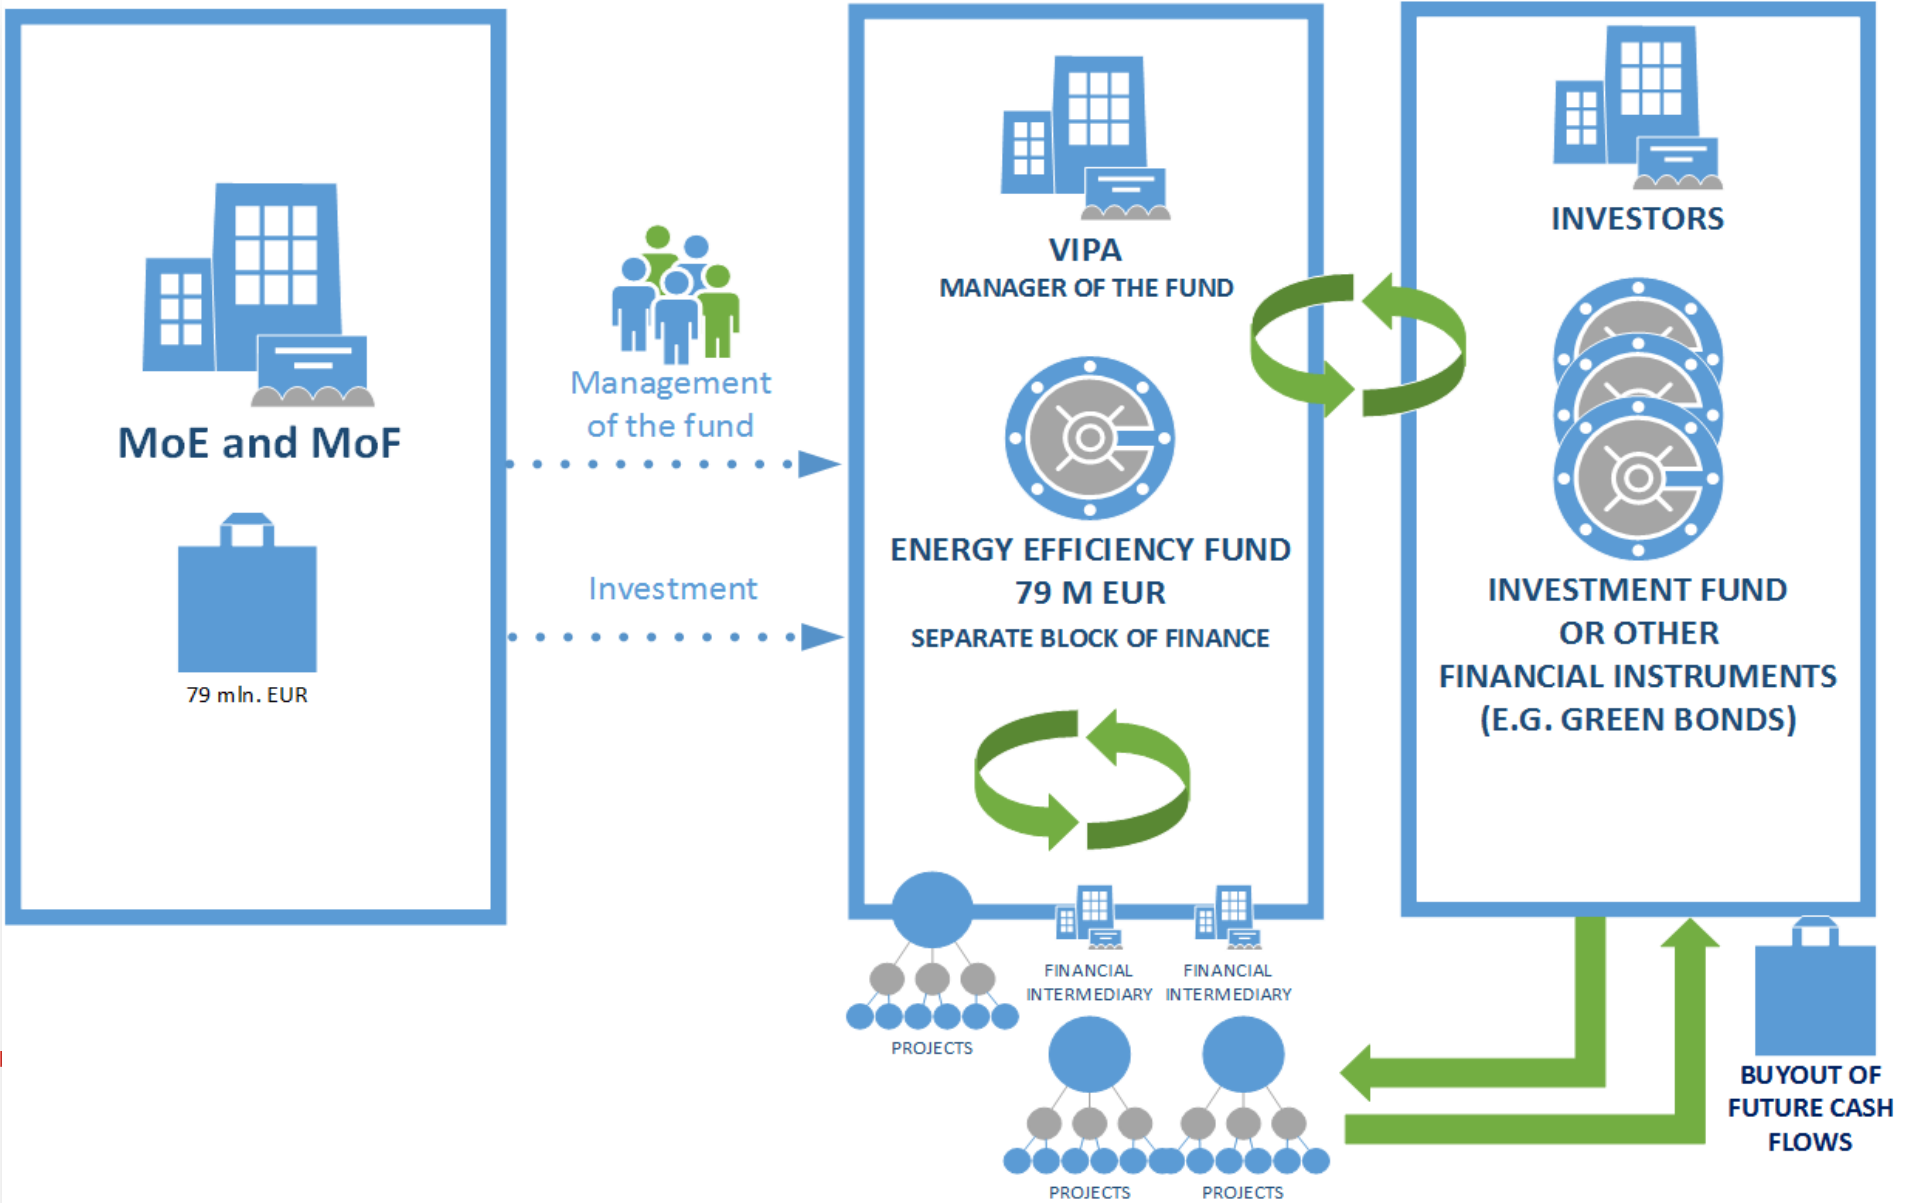 MoE and MoF
79 mln. EUR
Management
of the fund
Investment
VIPA
MANAGER OF THE FUND
ENERGY EFFICIENCY FUND
79 M EUR
SEPARATE BLOCK OF FINANCE
INVESTORS
INVESTMENT FUND
OR OTHER
FINANCIAL INSTRUMENTS
(E.G. GREEN BONDS)
PROJECTS
FINANCIAL
INTERMEDIARY
FINANCIAL
INTERMEDIARY
PROJECTS
PROJECTS
BUYOUT OF
FUTURE CASH
FLOWS